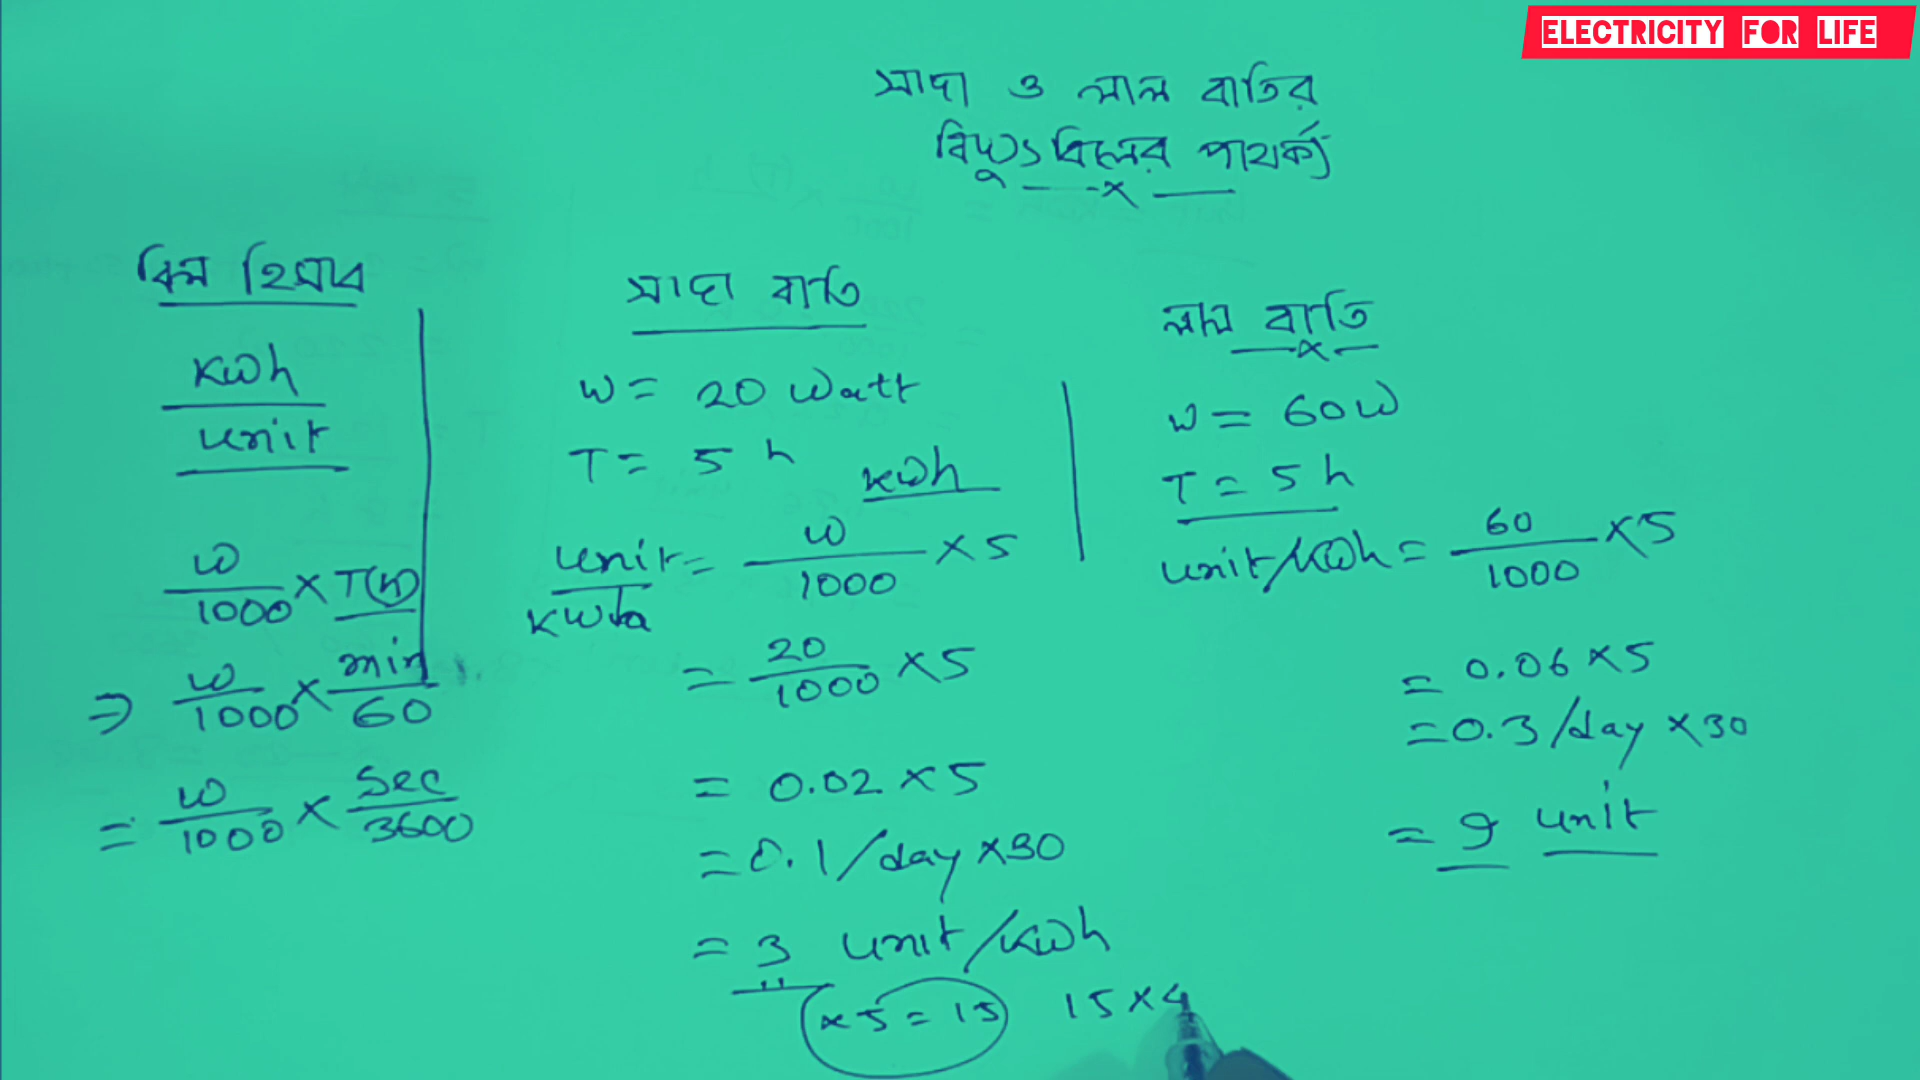 ELECTRICITY FOR LIFE
সাদা ও লাল বাতির
বিদ্যুৎ বিলের পার্থক্য
বিল হিসাব
kwh
unit
w/1000 × T(h)
⇒ w/1000 × min/60
= w/1000 × Sec/3600
সাদা বাতি
W = 20 Watt
T = 5 h
kwh
unit/kwh = w/1000 × 5
= 20/1000 × 5
= 0.02 × 5
= 0.1/day × 30
= 3 unit/kwh
×5 = 15 15 × 4
লাল বাতি
W = 60W
T = 5 h
unit/kwh = 60/1000 × 5
= 0.06 × 5
= 0.3/day × 30
= 9 unit